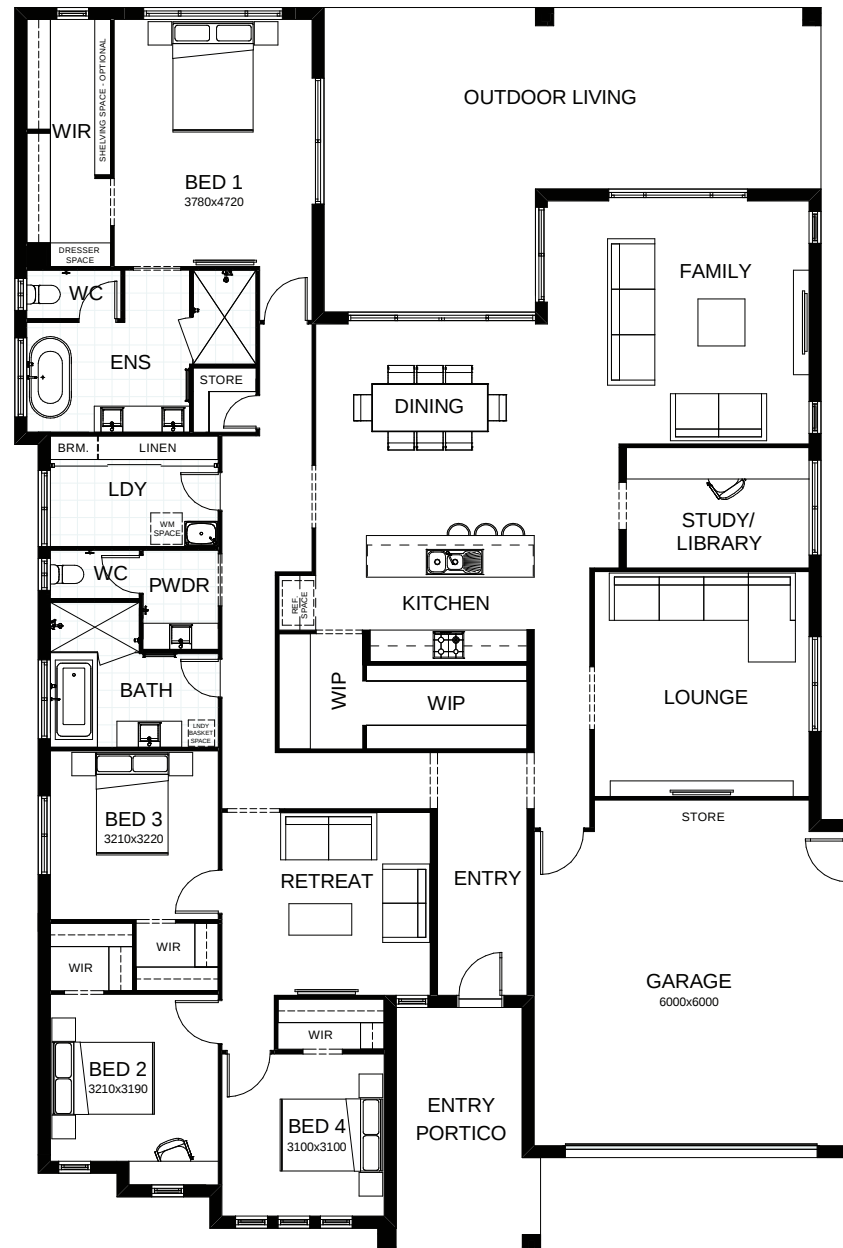 OUTDOOR LIVING
SHELVING SPACE - OPTIONAL
WIR
BED 1
3780x4720
DRESSER
SPACE
FAMILY
WC
ENS
STORE
DINING
BRM.
LINEN
LDY
WM
SPACE
STUDY/
LIBRARY
WC
PWDR
REF.
SPACE
KITCHEN
BATH
LNDY
BASKET
SPACE
WIP
WIP
LOUNGE
BED 3
3210x3220
STORE
RETREAT
ENTRY
WIR
WIR
GARAGE
6000x6000
WIR
BED 2
3210x3190
BED 4
3100x3100
ENTRY
PORTICO